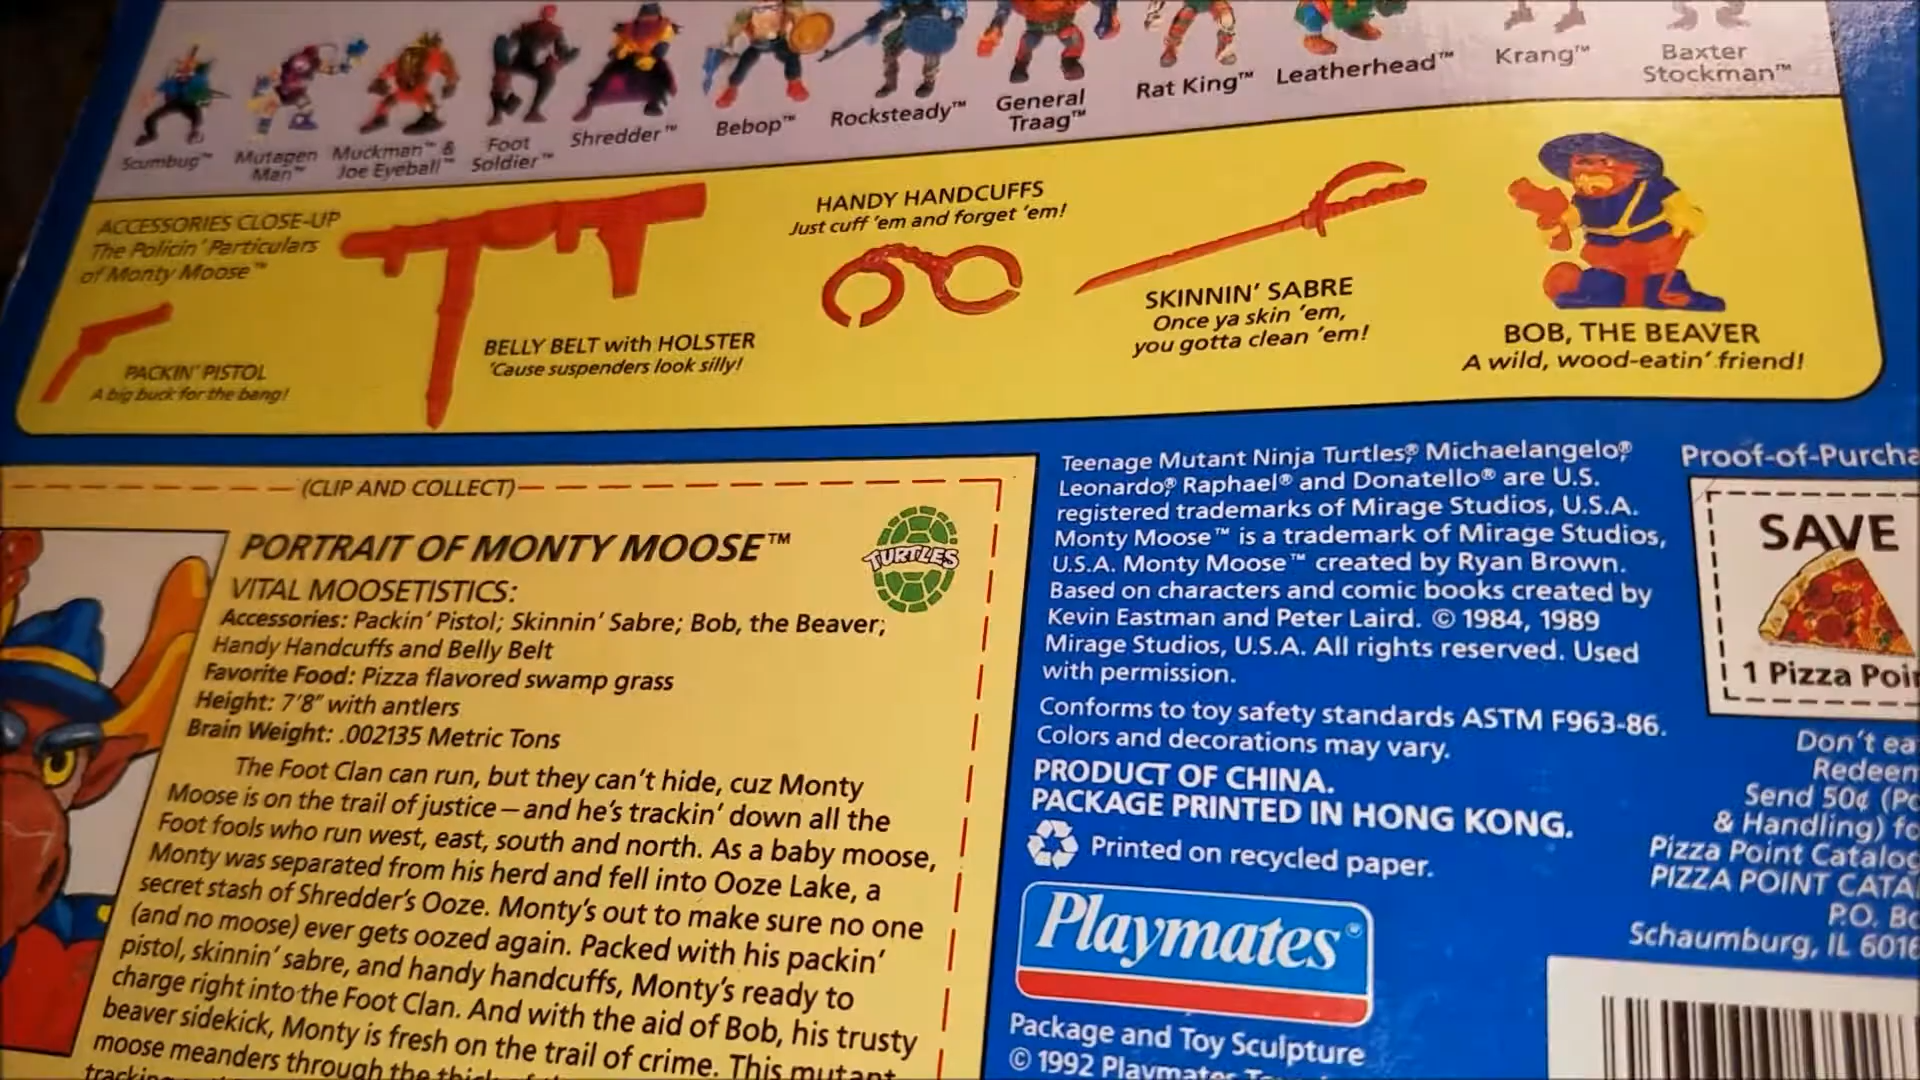 Scumbug™
Mutagen
Man™
Muckman™ &
Joe Eyeball™
Foot
Soldier™
Shredder™
Bebop™
Rocksteady™
General
Traag™
Rat King™
Leatherhead™
Krang™
Baxter
Stockman™
ACCESSORIES CLOSE-UP
The Policin' Particulars
of Monty Moose™
PACKIN' PISTOL
A big buck for the bang!
BELLY BELT with HOLSTER
'Cause suspenders look silly!
HANDY HANDCUFFS
Just cuff 'em and forget 'em!
SKINNIN' SABRE
Once ya skin 'em,
you gotta clean 'em!
BOB, THE BEAVER
A wild, wood-eatin' friend!
(CLIP AND COLLECT)
PORTRAIT OF MONTY MOOSE™
TURTLES
VITAL MOOSETISTICS:
Accessories: Packin' Pistol; Skinnin' Sabre; Bob, the Beaver;
Handy Handcuffs and Belly Belt
Favorite Food: Pizza flavored swamp grass
Height: 7'8" with antlers
Brain Weight: .002135 Metric Tons
The Foot Clan can run, but they can't hide, cuz Monty
Moose is on the trail of justice—and he's trackin' down all the
Foot fools who run west, east, south and north. As a baby moose,
Monty was separated from his herd and fell into Ooze Lake, a
secret stash of Shredder's Ooze. Monty's out to make sure no one
(and no moose) ever gets oozed again. Packed with his packin'
pistol, skinnin' sabre, and handy handcuffs, Monty's ready to
charge right into the Foot Clan. And with the aid of Bob, his trusty
beaver sidekick, Monty is fresh on the trail of crime. This mutant
moose meanders through the thick of
Teenage Mutant Ninja Turtles,® Michaelangelo,®
Leonardo,® Raphael® and Donatello® are U.S.
registered trademarks of Mirage Studios, U.S.A.
Monty Moose™ is a trademark of Mirage Studios,
U.S.A. Monty Moose™ created by Ryan Brown.
Based on characters and comic books created by
Kevin Eastman and Peter Laird. © 1984, 1989
Mirage Studios, U.S.A. All rights reserved. Used
with permission.
Conforms to toy safety standards ASTM F963-86.
Colors and decorations may vary.
PRODUCT OF CHINA.
PACKAGE PRINTED IN HONG KONG.
Printed on recycled paper.
Playmates®
Package and Toy Sculpture
© 1992 Playmates
Proof-of-Purcha
SAVE
1 Pizza Poi
Don't ea
Redeem
Send 50¢ (Po
& Handling) fo
Pizza Point Catalog
PIZZA POINT CATA
P.O. Bo
Schaumburg, IL 6016